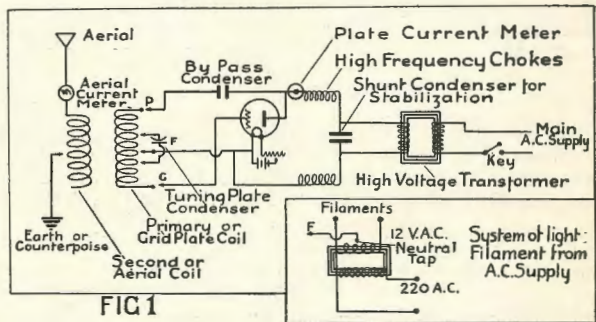 Aerial
Aerial
Current
Meter
P
By Pass
Condenser
Plate Current Meter
High Frequency Chokes
Shunt Condenser for
Stabilization
Main
A.C. Supply
Key
High Voltage Transformer
F
G
Tuning Plate
Condenser
Earth or
Counterpoise
Primary or
Grid Plate Coil
Second or
Aerial Coil
FIG 1
Filaments
F
12 V.A.C.
Neutral
Tap
220 A.C.
System of light:
Filament from
A.C. Supply